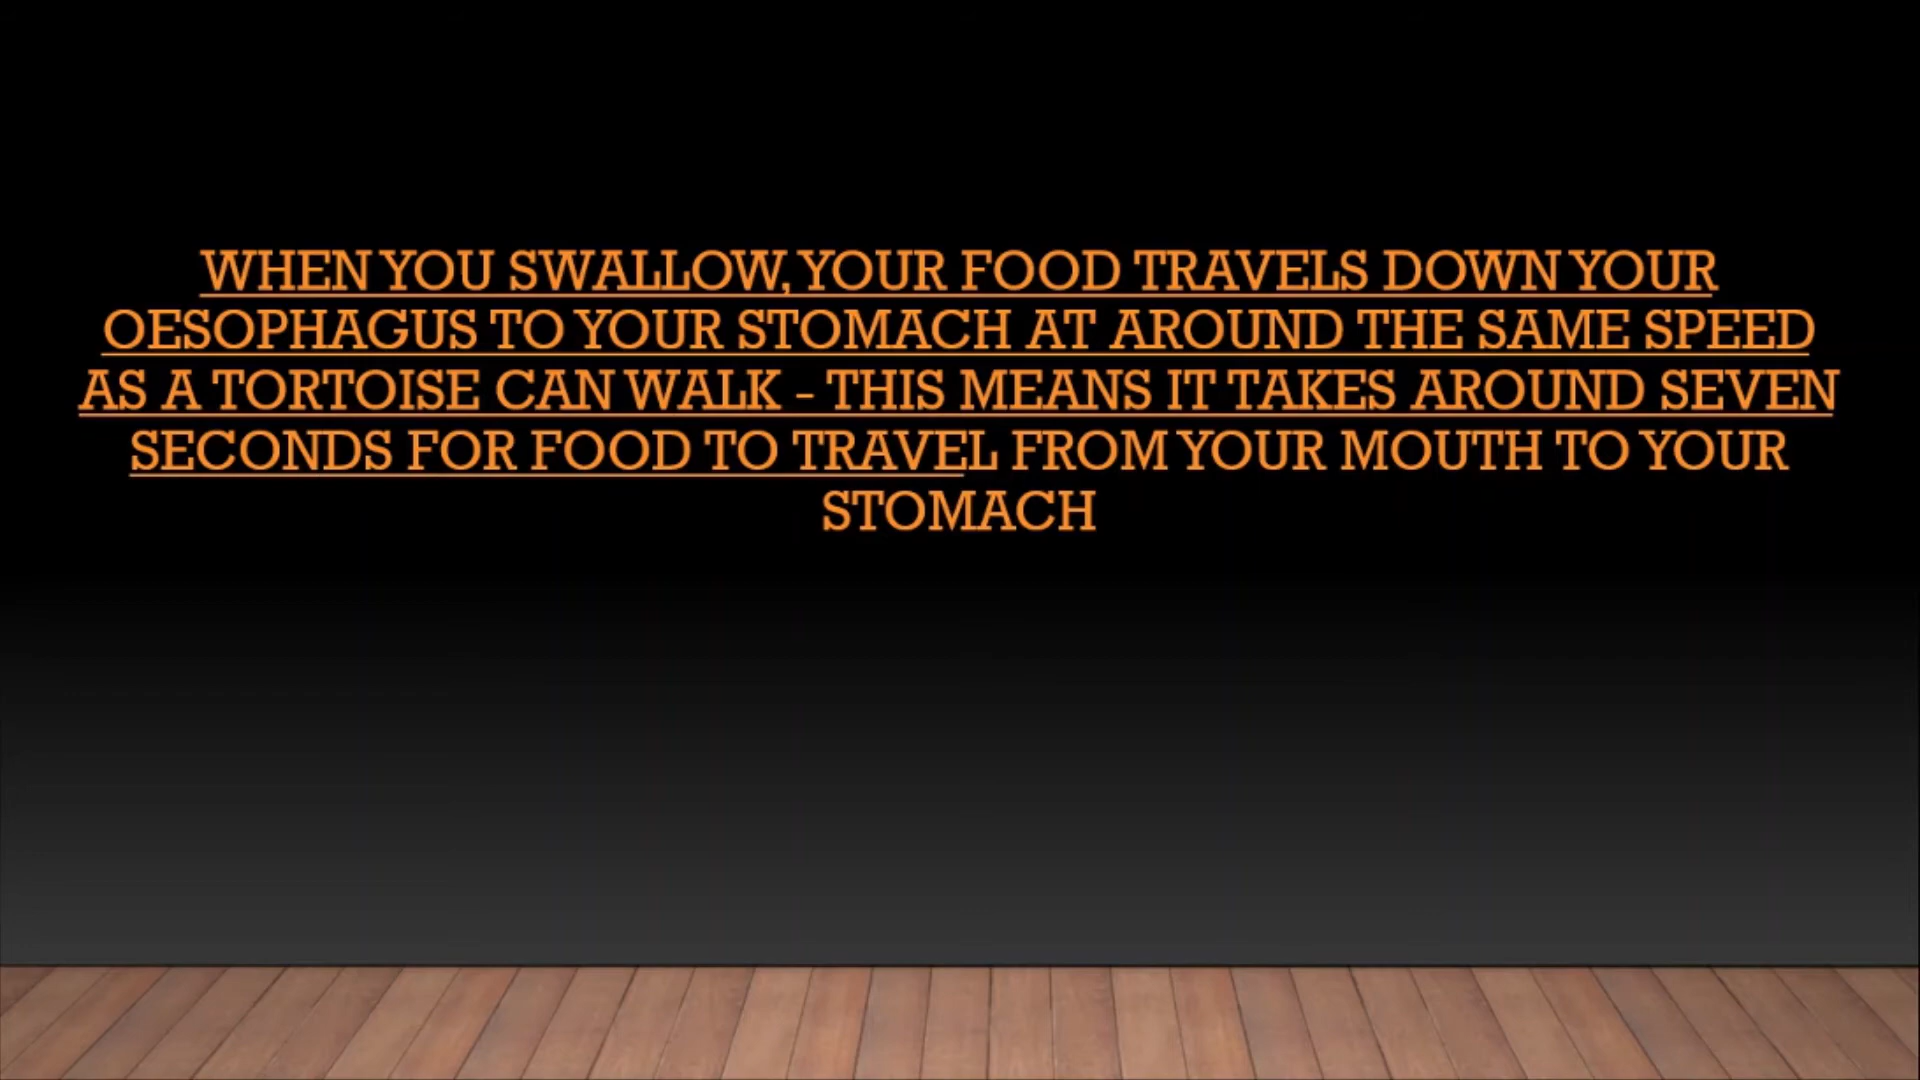 WHEN YOU SWALLOW, YOUR FOOD TRAVELS DOWN YOUR
OESOPHAGUS TO YOUR STOMACH AT AROUND THE SAME SPEED
AS A TORTOISE CAN WALK - THIS MEANS IT TAKES AROUND SEVEN
SECONDS FOR FOOD TO TRAVEL FROM YOUR MOUTH TO YOUR
STOMACH